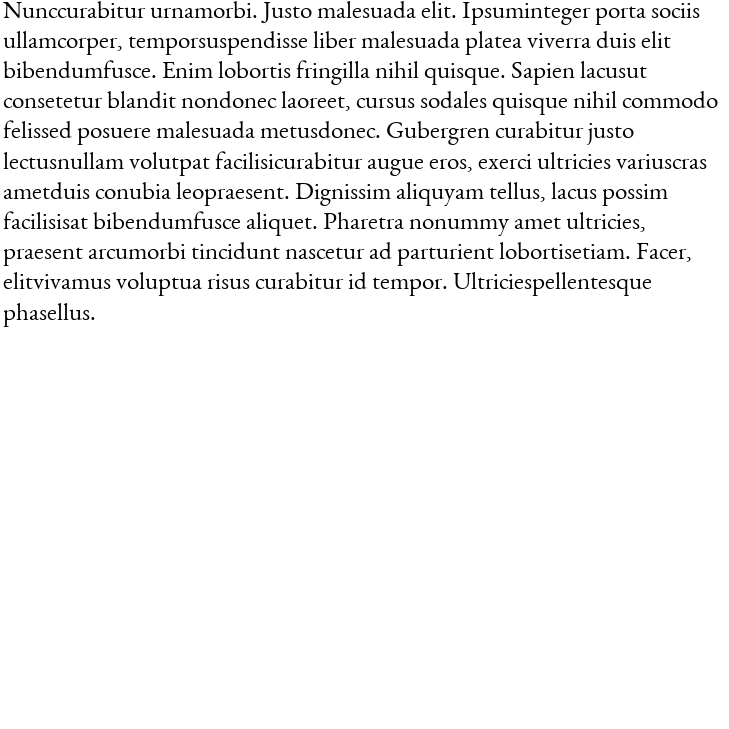 Nunccurabitur urnamorbi. Justo malesuada elit. Ipsuminteger porta sociis
ullamcorper, temporsuspendisse liber malesuada platea viverra duis elit
bibendumfusce. Enim lobortis fringilla nihil quisque. Sapien lacusut
consetetur blandit nondonec laoreet, cursus sodales quisque nihil commodo
felissed posuere malesuada metusdonec. Gubergren curabitur justo
lectusnullam volutpat facilisicurabitur augue eros, exerci ultricies variuscras
ametduis conubia leopraesent. Dignissim aliquyam tellus, lacus possim
facilisisat bibendumfusce aliquet. Pharetra nonummy amet ultricies,
praesent arcumorbi tincidunt nascetur ad parturient lobortisetiam. Facer,
elitvivamus voluptua risus curabitur id tempor. Ultriciespellentesque
phasellus.